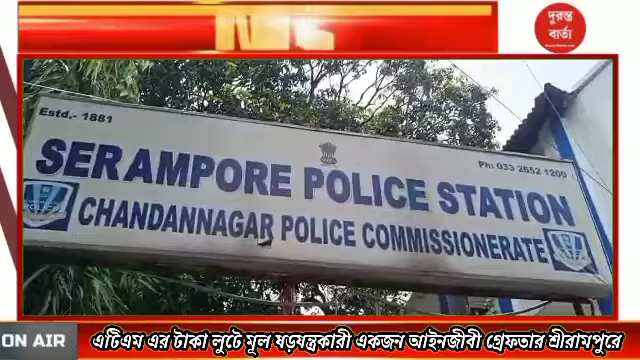 দুরন্ত
বার্তা
Estd.- 1881
Ph: 033 2652 1200
SERAMPORE POLICE STATION
CHANDANNAGAR POLICE COMMISSIONERATE
ON AIR
এটিএম এর টাকা লুটে মূল ষড়যন্ত্রকারী একজন আইনজীবী গ্রেফতার শ্রীরামপুরে